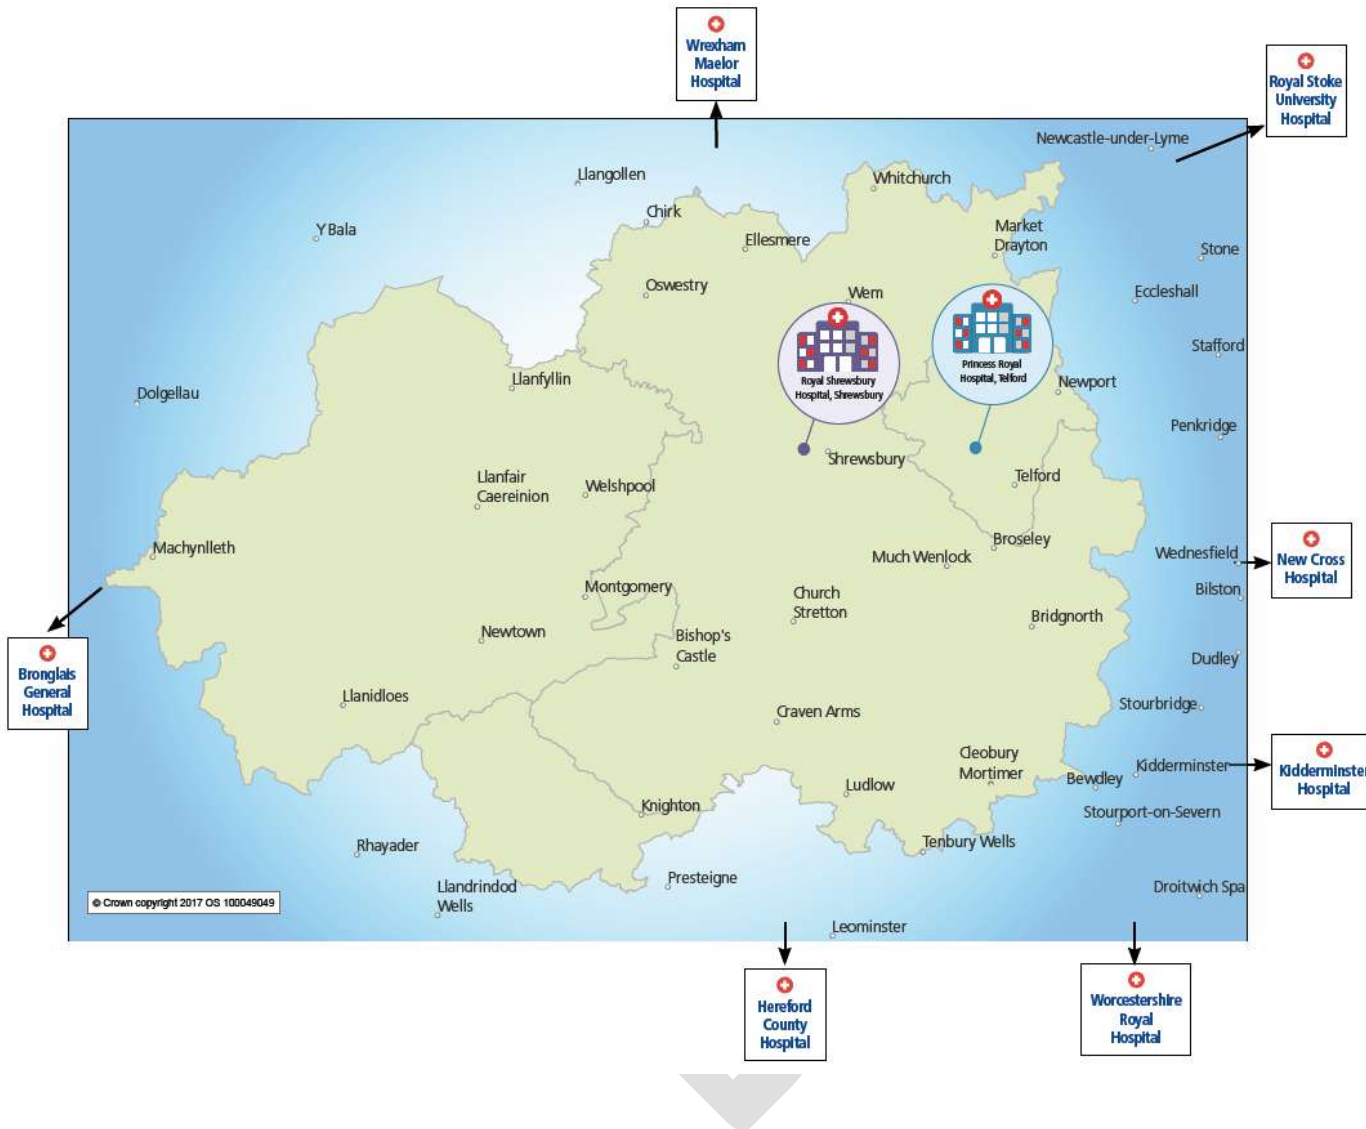 Wrexham
Maelor
Hospital
Royal Stoke
University
Hospital
Newcastle-under-Lyme
Llangollen
Whitchurch
Chirk
Y Bala
Ellesmere
Market
Drayton
Stone
Oswestry
Wem
Eccleshall
Royal Shrewsbury
Hospital, Shrewsbury
Princess Royal
Hospital, Telford
Stafford
Llanfyllin
Newport
Dolgellau
Penkridge
Shrewsbury
Llanfair
Caereinion
Welshpool
Telford
Machynlleth
Broseley
Much Wenlock
Wednesfield
New Cross
Hospital
Montgomery
Church
Stretton
Bilston
Bridgnorth
Newtown
Bishop's
Castle
Dudley
Bronglais
General
Hospital
Llanidloes
Craven Arms
Stourbridge
Cleobury
Mortimer
Kidderminster
Kidderminster
Hospital
Bewdley
Ludlow
Knighton
Stourport-on-Severn
Rhayader
Tenbury Wells
Presteigne
Llandrindod
Wells
Droitwich Spa
© Crown copyright 2017 OS 100049049
Leominster
Hereford
County
Hospital
Worcestershire
Royal
Hospital